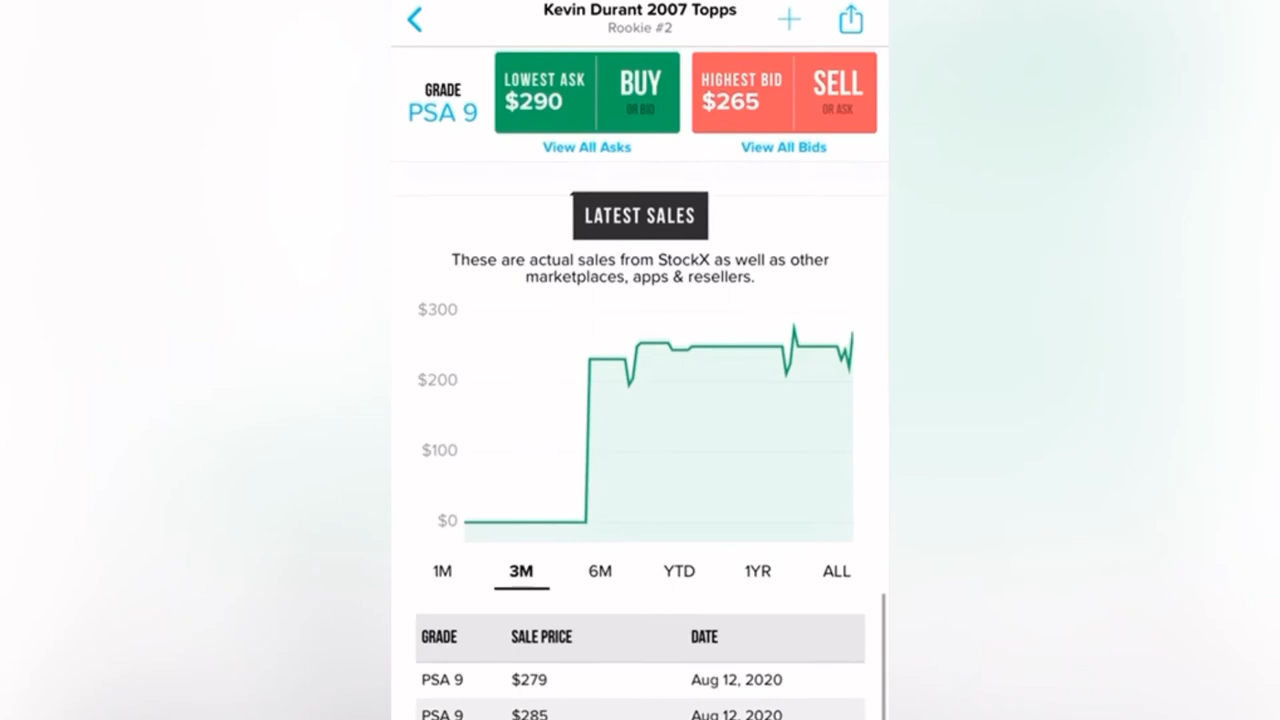 Kevin Durant 2007 Topps
Rookie #2
GRADE
PSA 9
LOWEST ASK
$290
BUY
OR BID
HIGHEST BID
$265
SELL
OR ASK
View All Asks
View All Bids
LATEST SALES
These are actual sales from StockX as well as other
marketplaces, apps & resellers.
$300
$200
$100
$0
1M 3M 6M YTD 1YR ALL
GRADE SALE PRICE DATE
PSA 9 $279 Aug 12, 2020
PSA 9 $285 Aug 12, 2020